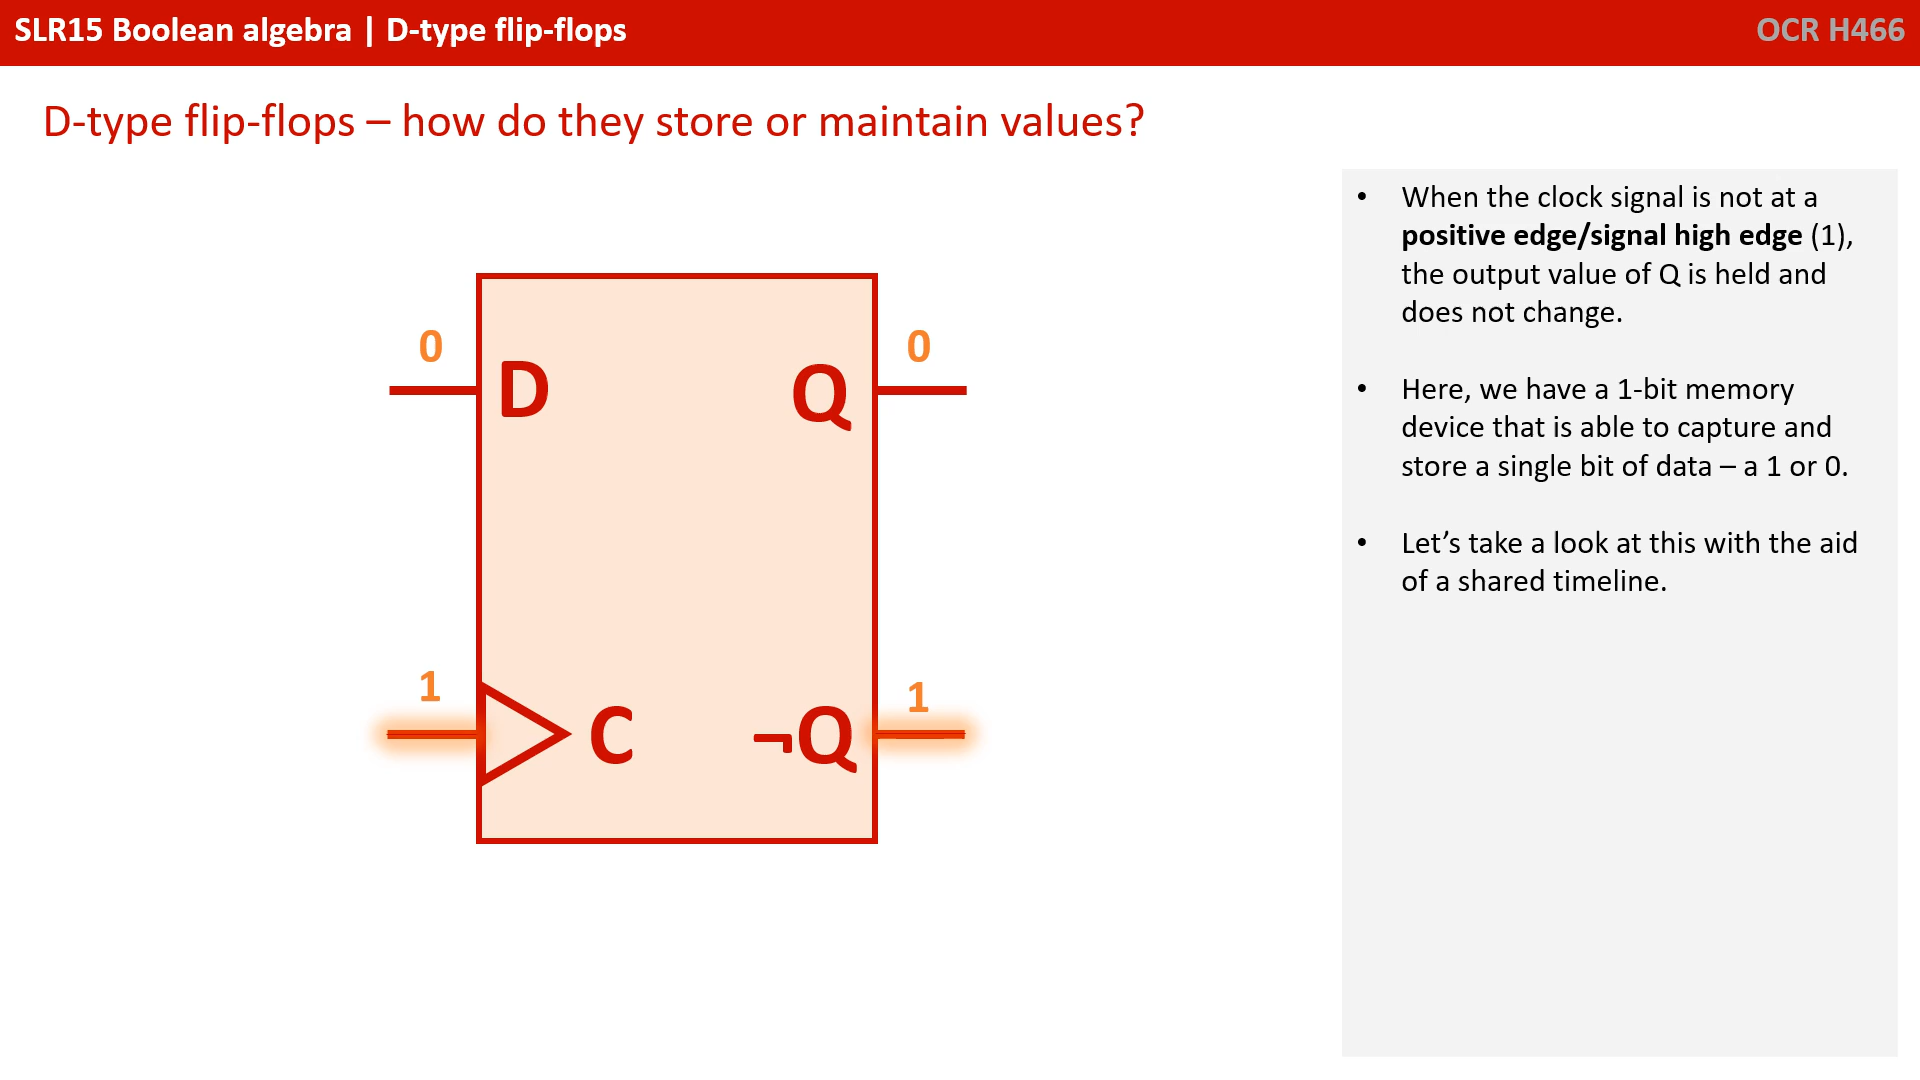 SLR15 Boolean algebra | D-type flip-flops
OCR H466
D-type flip-flops – how do they store or maintain values?
• When the clock signal is not at a
positive edge/signal high edge (1),
the output value of Q is held and
does not change.
• Here, we have a 1-bit memory
device that is able to capture and
store a single bit of data – a 1 or 0.
• Let’s take a look at this with the aid
of a shared timeline.
0
0
D
Q
1
1
C
¬Q